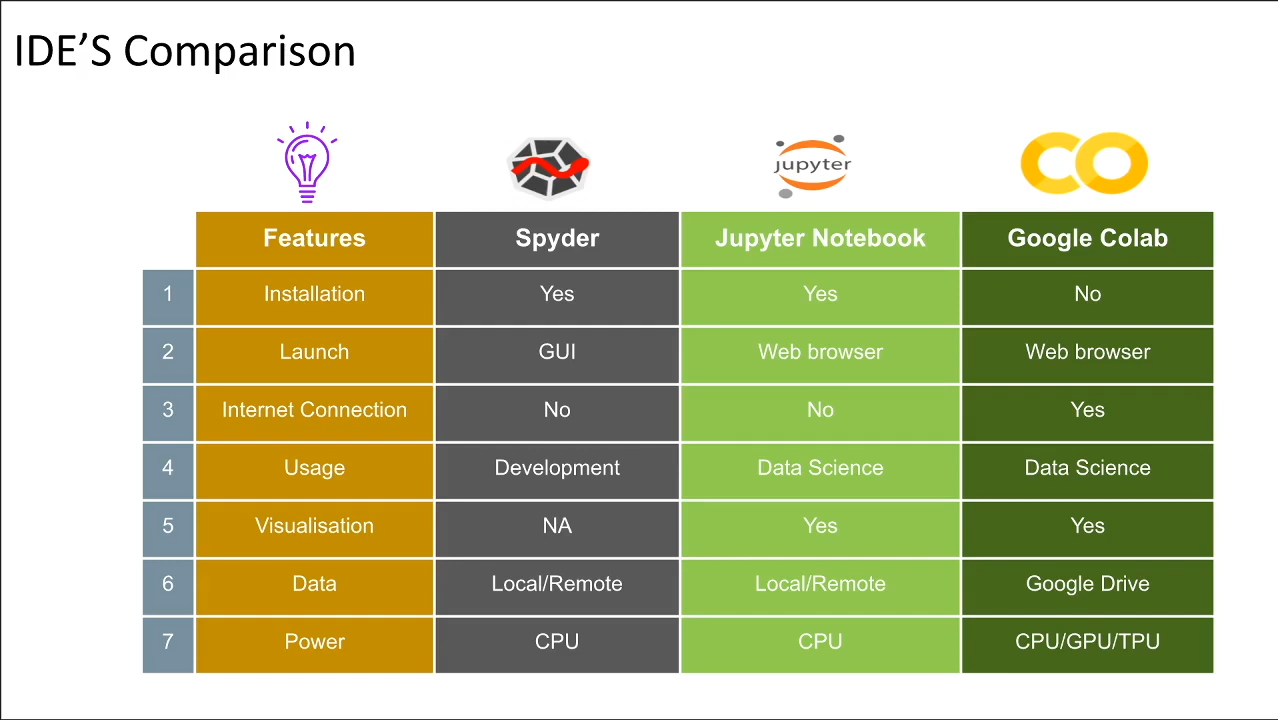 IDE’S Comparison
jupyter
Features Spyder Jupyter Notebook Google Colab
1 Installation Yes Yes No
2 Launch GUI Web browser Web browser
3 Internet Connection No No Yes
4 Usage Development Data Science Data Science
5 Visualisation NA Yes Yes
6 Data Local/Remote Local/Remote Google Drive
7 Power CPU CPU CPU/GPU/TPU